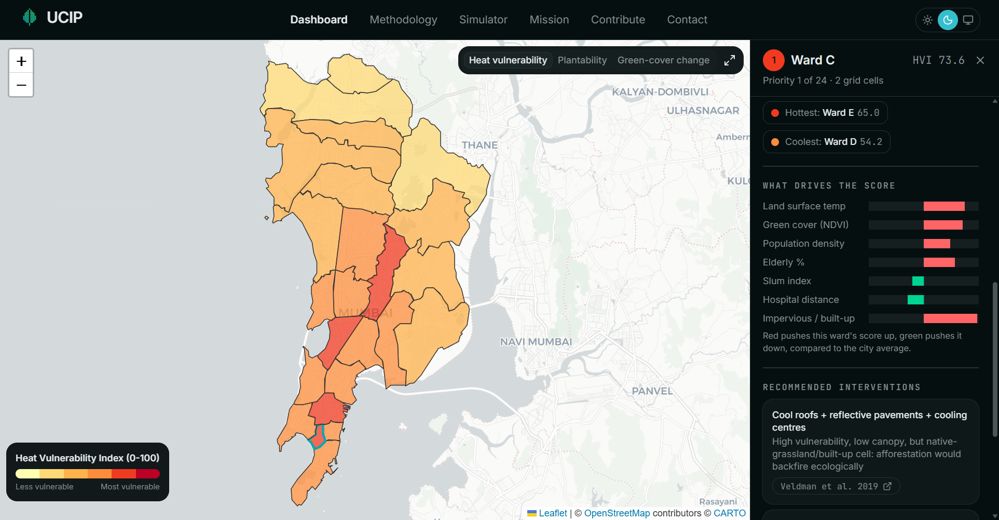 UCIP
Dashboard
Methodology
Simulator
Mission
Contribute
Contact
+
−
Heat vulnerability
Plantability
Green-cover change
KALYAN-DOMBIVLI
ULHASNAGAR
Ambern
THANE
KULG
MUMBAI
NAVI MUMBAI
PANVEL
Rasayani
Heat Vulnerability Index (0-100)
Less vulnerable
Most vulnerable
Leaflet | © OpenStreetMap contributors © CARTO
1
Ward C
HVI 73.6
Priority 1 of 24 · 2 grid cells
Hottest: Ward E 65.0
Coolest: Ward D 54.2
WHAT DRIVES THE SCORE
Land surface temp
Green cover (NDVI)
Population density
Elderly %
Slum index
Hospital distance
Impervious / built-up
Red pushes this ward's score up, green pushes it
down, compared to the city average.
RECOMMENDED INTERVENTIONS
Cool roofs + reflective pavements + cooling
centres
High vulnerability, low canopy, but native-
grassland/built-up cell: afforestation would
backfire ecologically
Veldman et al. 2019